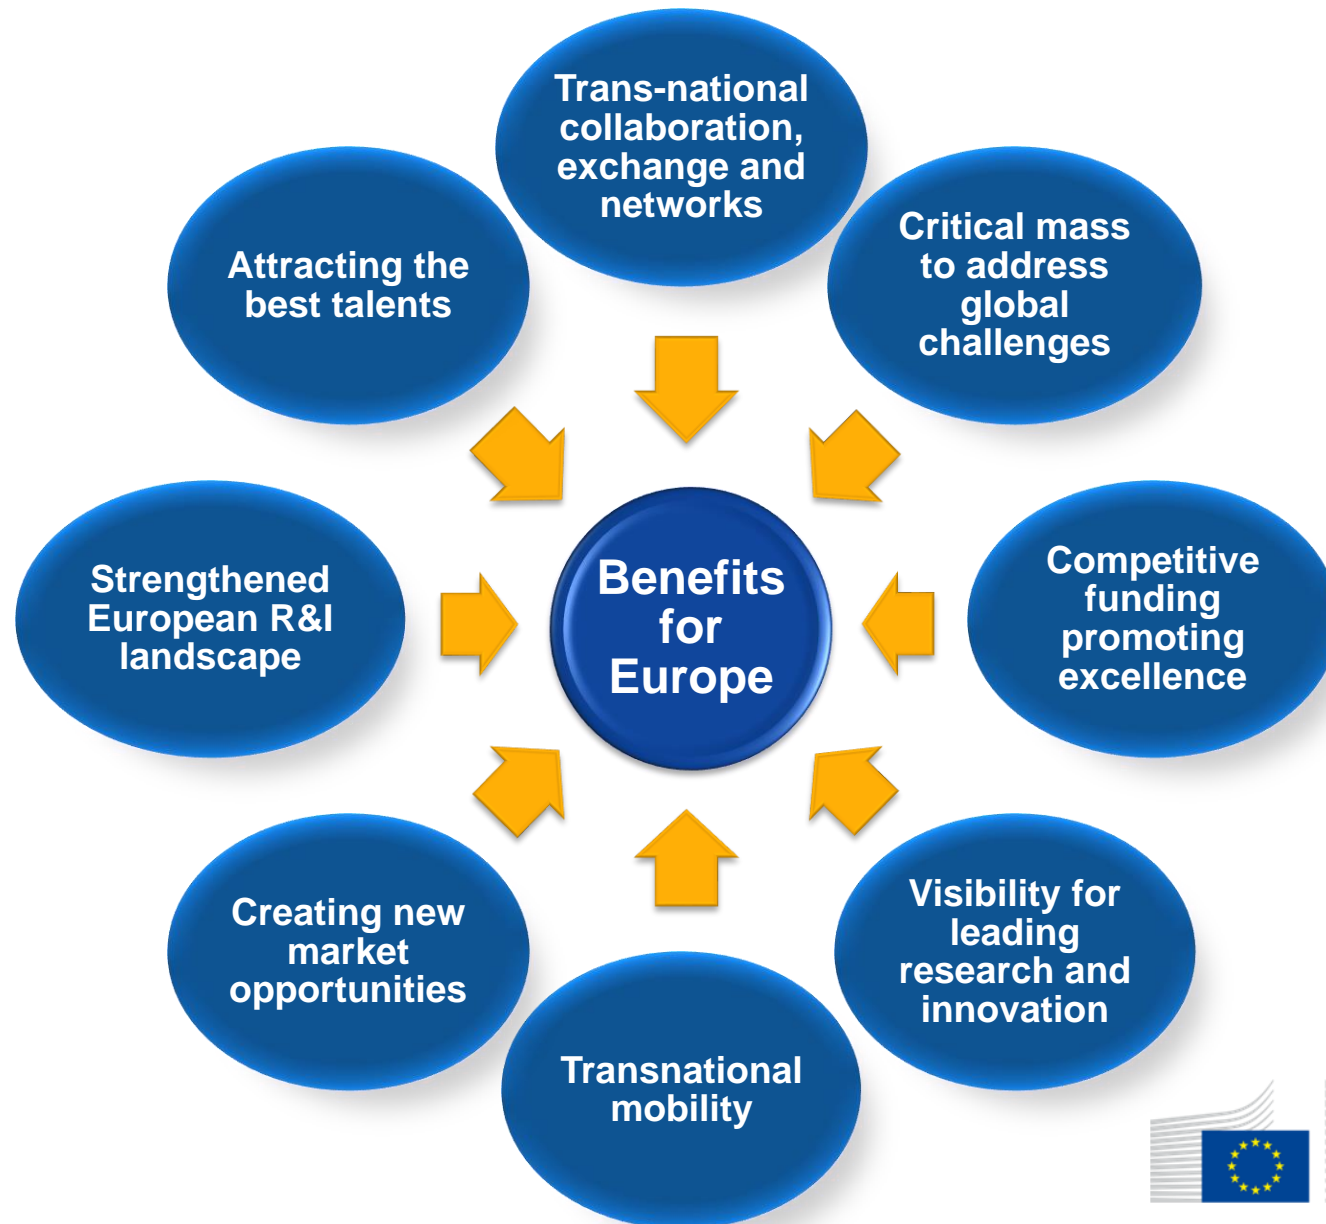 Trans-national
collaboration,
exchange and
networks
Critical mass
to address
global
challenges
Competitive
funding
promoting
excellence
Visibility for
leading
research and
innovation
Transnational
mobility
Creating new
market
opportunities
Strengthened
European R&I
landscape
Attracting the
best talents
Benefits
for
Europe